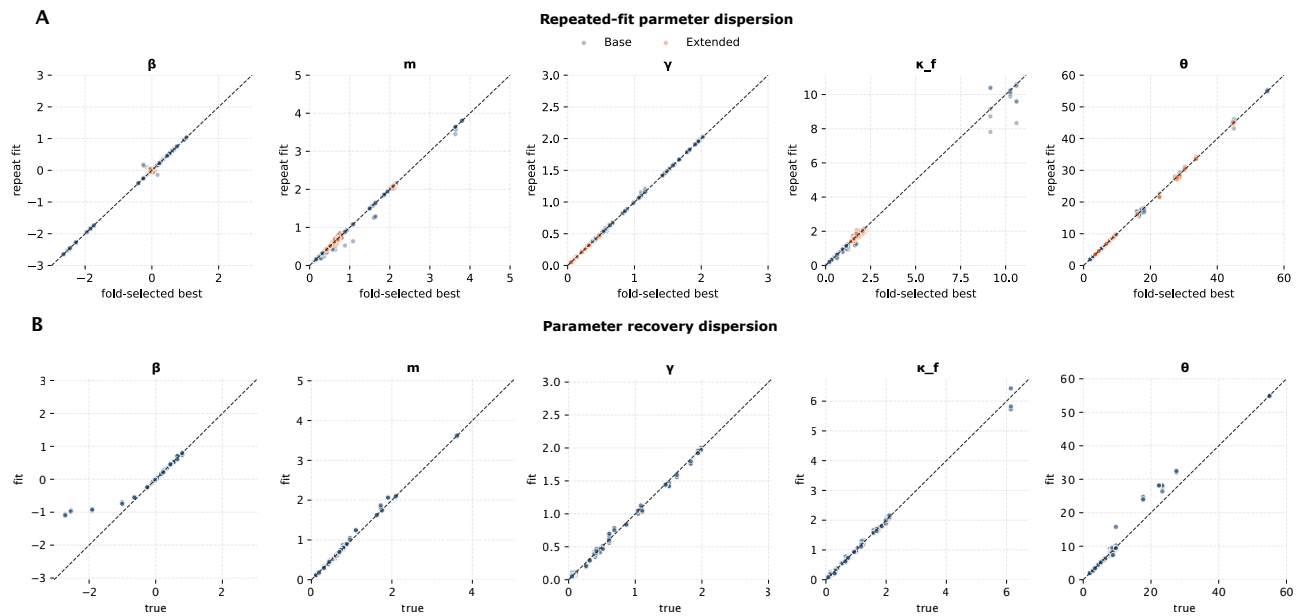 A
Repeated-fit parmeter dispersion
Base Extended
β m γ κ_f θ
3 5 3.0 60
10 50
2 4 2.5
8 40
1 3 2.0
0 6 30
1.5
−1 2 4 20
1.0
−2 1 0.5 2 10
−3 0 0.0 0 0
repeat fit repeat fit repeat fit repeat fit repeat fit
−2 0 2 0 1 2 3 4 5 0 1 2 3 0.0 2.5 5.0 7.5 10.0 0 20 40 60
fold-selected best fold-selected best fold-selected best fold-selected best fold-selected best
B
Parameter recovery dispersion
β m γ κ_f θ
3 5 3.0 60
2 4 2.5 6 50
1 2.0 5 40
3 4
0 1.5 30
2 3
−1 1.0 2 20
−2 1 0.5 1 10
−3 0 0.0 0 0
fit fit fit fit fit
−2 0 2 0 2 4 0 1 2 3 0 2 4 6 0 20 40 60
true true true true true